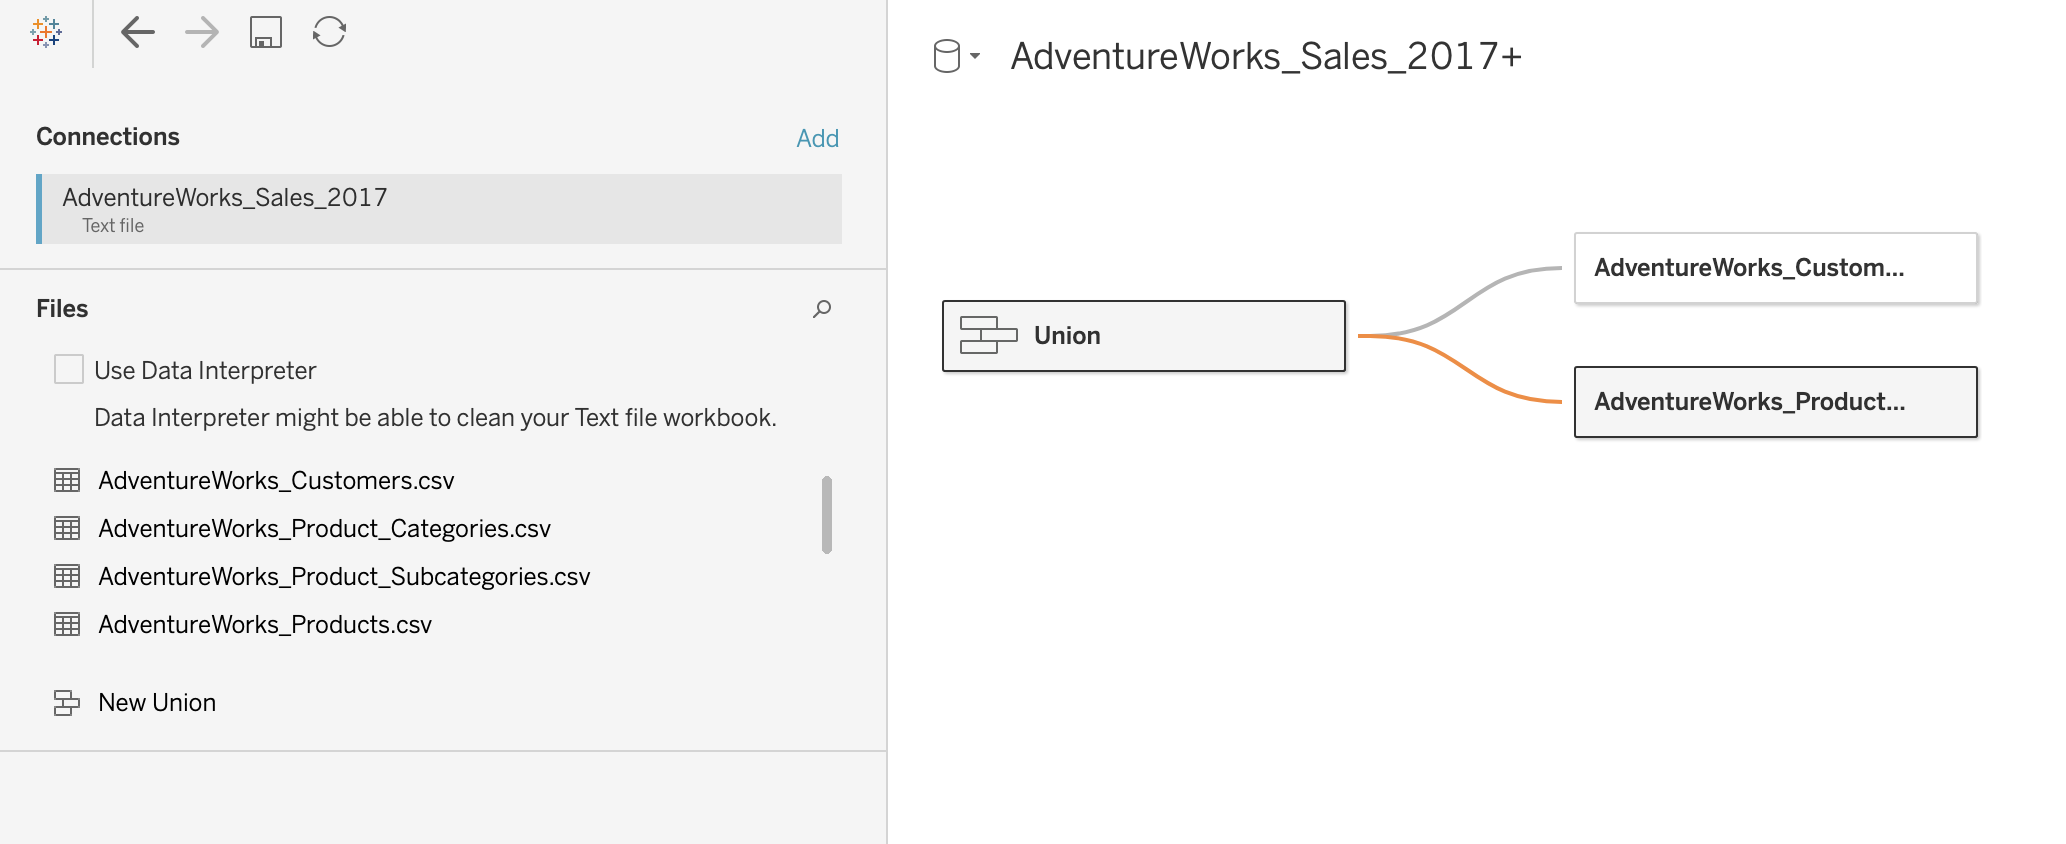 Connections
Add
AdventureWorks_Sales_2017
Text file
Files
Use Data Interpreter
Data Interpreter might be able to clean your Text file workbook.
AdventureWorks_Customers.csv
AdventureWorks_Product_Categories.csv
AdventureWorks_Product_Subcategories.csv
AdventureWorks_Products.csv
New Union
AdventureWorks_Sales_2017+
Union
AdventureWorks_Custom...
AdventureWorks_Product...